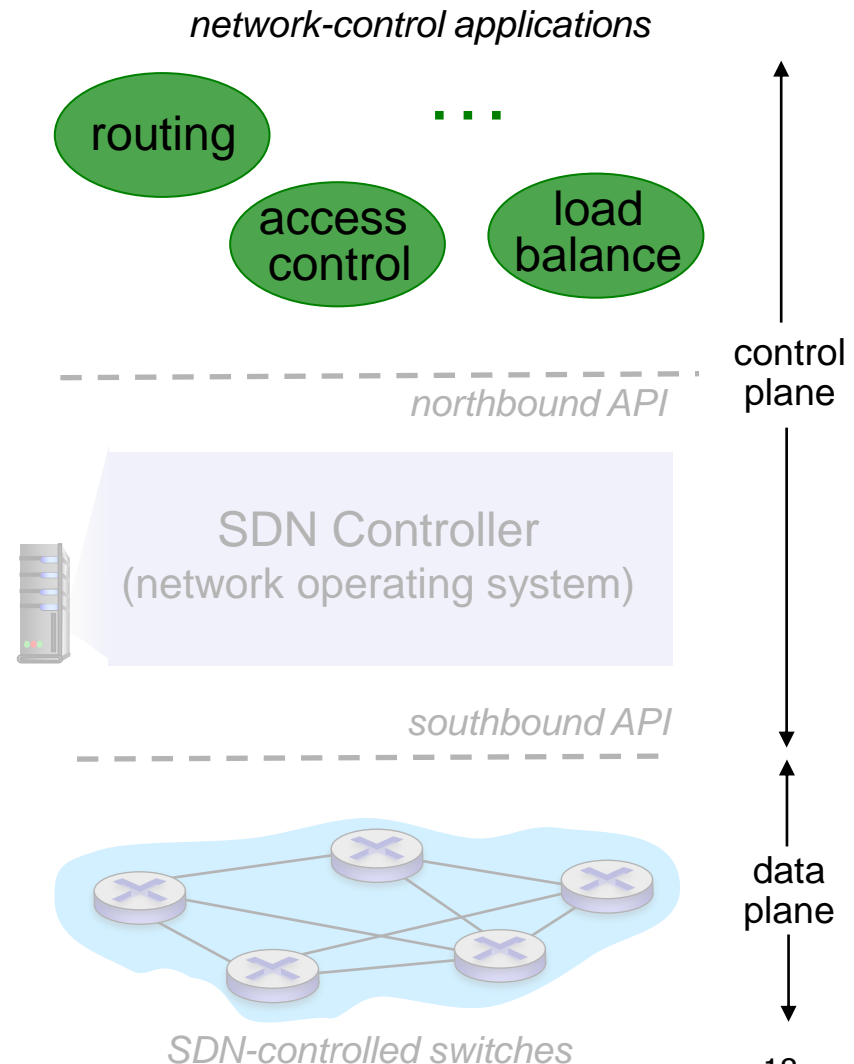 network-control applications
routing
...
access
control
load
balance
control
plane
northbound API
SDN Controller
(network operating system)
southbound API
data
plane
SDN-controlled switches